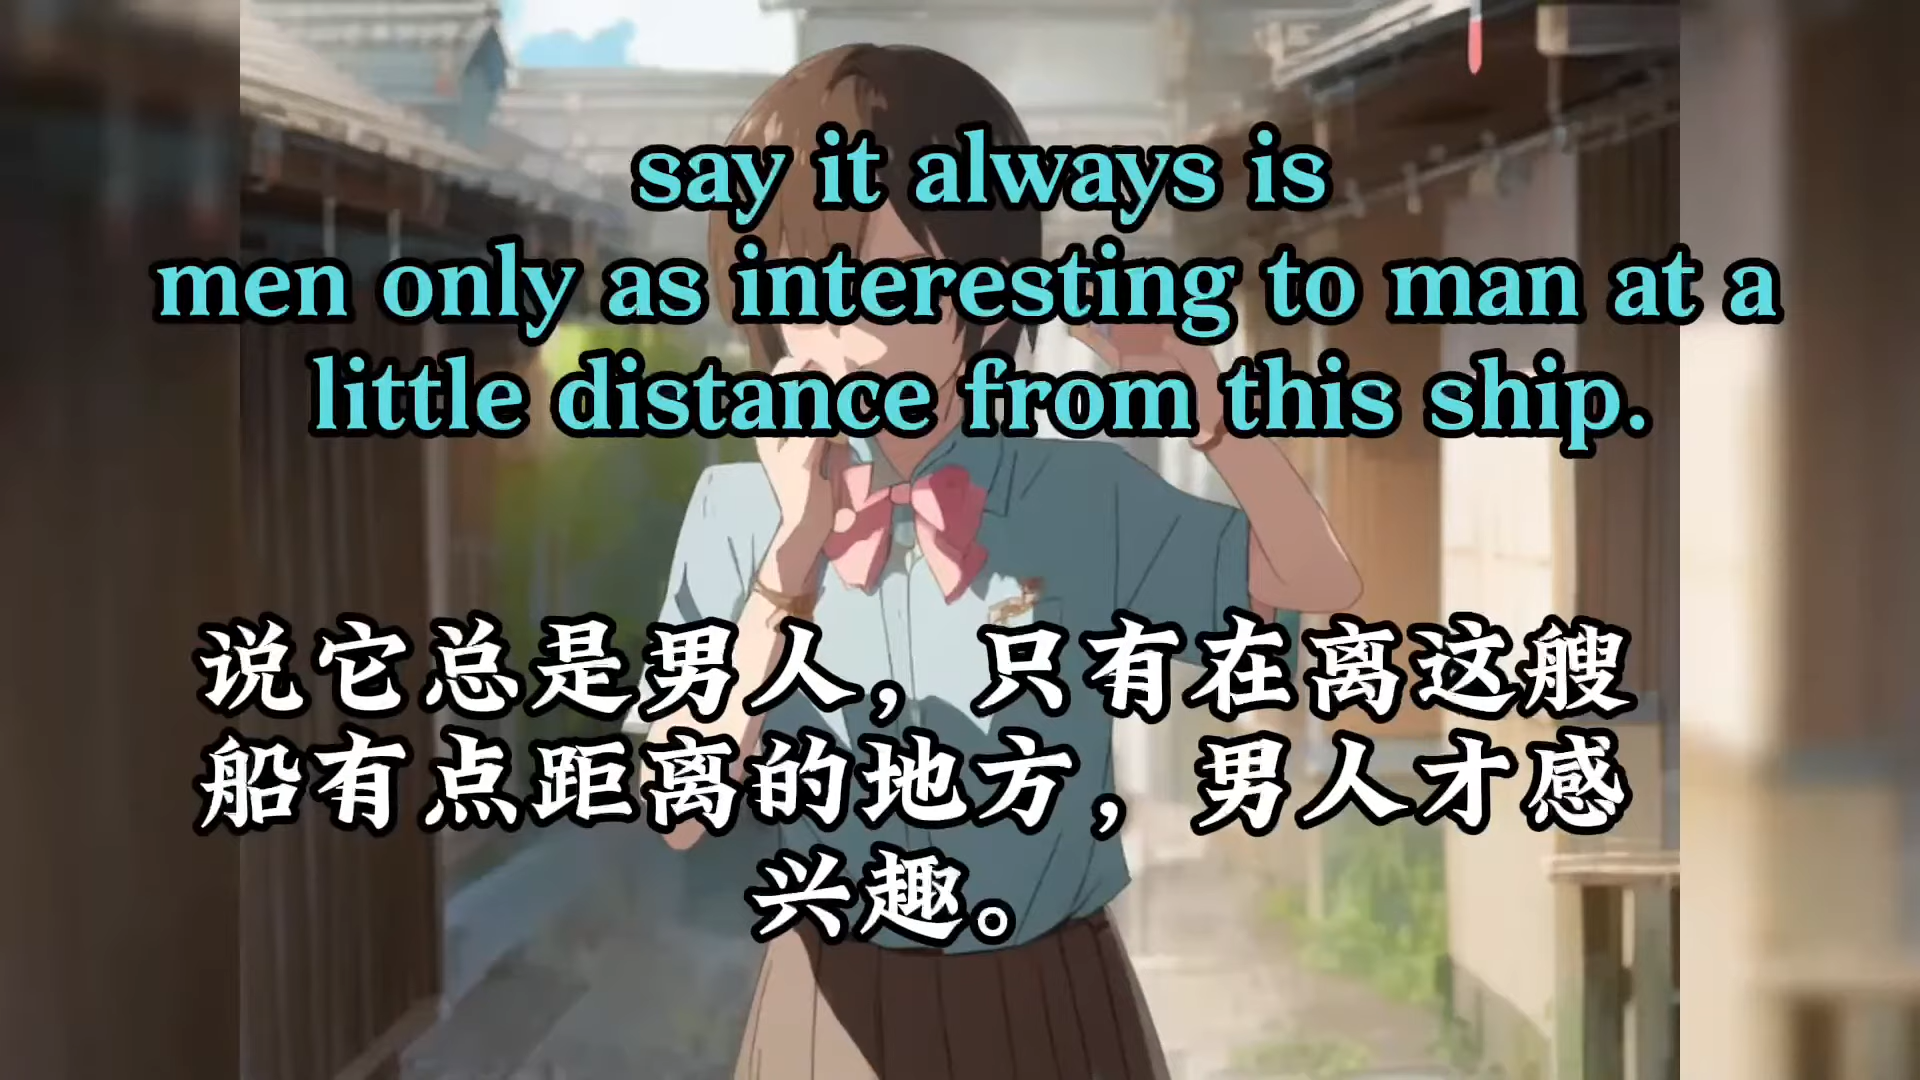 say it always is
men only as interesting to man at a
little distance from this ship.
说它总是男人，只有在离这艘
船有点距离的地方，男人才感
兴趣。